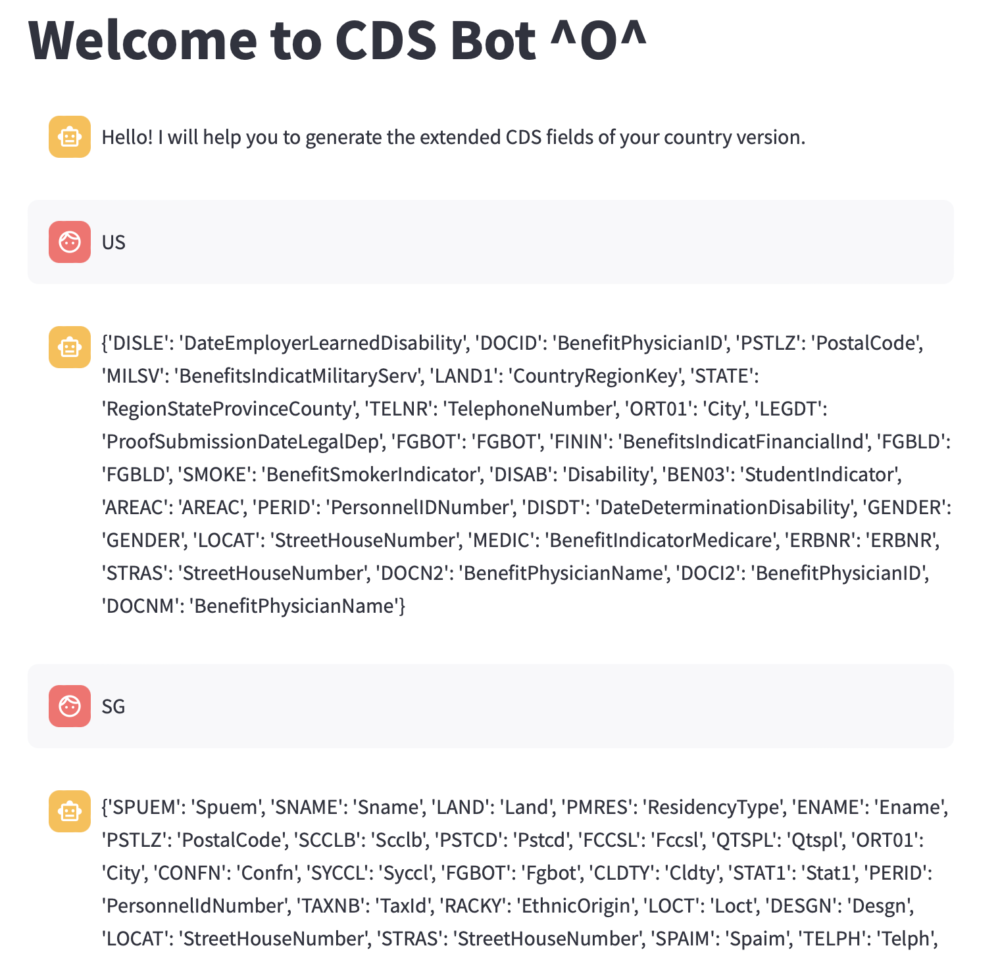 Welcome to CDS Bot ^O^
Hello! I will help you to generate the extended CDS fields of your country version.
US
{'DISLE': 'DateEmployerLearnedDisability', 'DOCID': 'BenefitPhysicianID', 'PSTLZ': 'PostalCode',
'MILSV': 'BenefitsIndicatMilitaryServ', 'LAND1': 'CountryRegionKey', 'STATE':
'RegionStateProvinceCounty', 'TELNR': 'TelephoneNumber', 'ORT01': 'City', 'LEGDT':
'ProofSubmissionDateLegalDep', 'FGBOT': 'FGBOT', 'FININ': 'BenefitsIndicatFinancialInd', 'FGBLD':
'FGBLD', 'SMOKE': 'BenefitSmokerIndicator', 'DISAB': 'Disability', 'BEN03': 'StudentIndicator',
'AREAC': 'AREAC', 'PERID': 'PersonnelIDNumber', 'DISDT': 'DateDeterminationDisability', 'GENDER':
'GENDER', 'LOCAT': 'StreetHouseNumber', 'MEDIC': 'BenefitIndicatorMedicare', 'ERBNR': 'ERBNR',
'STRAS': 'StreetHouseNumber', 'DOCN2': 'BenefitPhysicianName', 'DOCI2': 'BenefitPhysicianID',
'DOCNM': 'BenefitPhysicianName'}
SG
{'SPUEM': 'Spuem', 'SNAME': 'Sname', 'LAND': 'Land', 'PMRES': 'ResidencyType', 'ENAME': 'Ename',
'PSTLZ': 'PostalCode', 'SCCLB': 'Scclb', 'PSTCD': 'Pstcd', 'FCCSL': 'Fccsl', 'QTSPL': 'Qtspl', 'ORT01':
'City', 'CONFN': 'Confn', 'SYCCL': 'Syccl', 'FGBOT': 'Fgbot', 'CLDTY': 'Cldty', 'STAT1': 'Stat1', 'PERID':
'PersonnelIdNumber', 'TAXNB': 'TaxId', 'RACKY': 'EthnicOrigin', 'LOCT': 'Loct', 'DESGN': 'Desgn',
'LOCAT': 'StreetHouseNumber', 'STRAS': 'StreetHouseNumber', 'SPAIM': 'Spaim', 'TELPH': 'Telph',